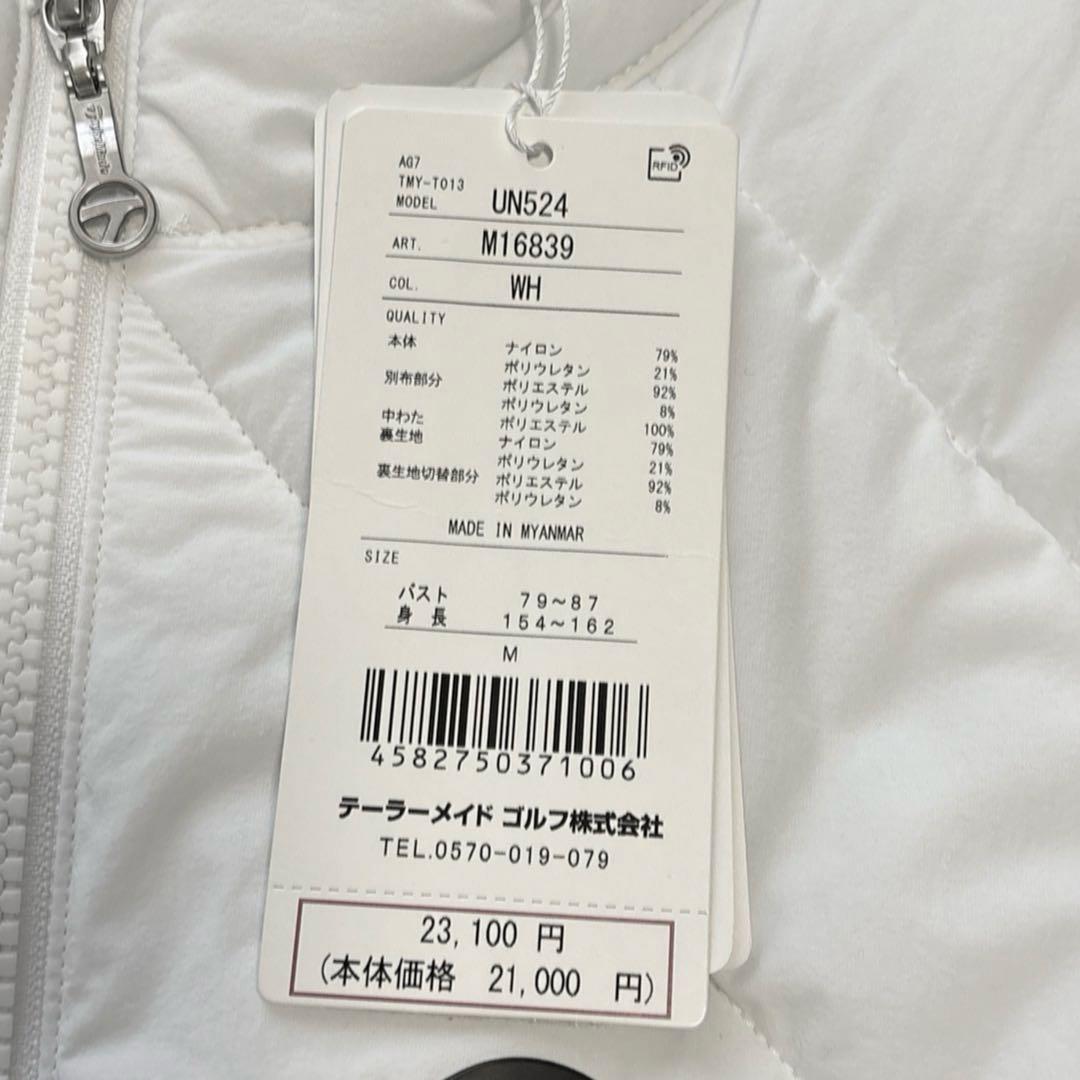 TaylorMade
RFID
AG7
TMY-T013
MODEL UN524
ART. M16839
COL. WH
QUALITY
本体 ナイロン 79%
ポリウレタン 21%
別布部分 ポリエステル 92%
ポリウレタン 8%
中わた ポリエステル 100%
裏生地 ナイロン 79%
ポリウレタン 21%
裏生地切替部分 ポリエステル 92%
ポリウレタン 8%
MADE IN MYANMAR
SIZE
バスト 79~87
身長 154~162
M
4582750371006
テーラーメイド ゴルフ株式会社
TEL.0570-019-079
23,100 円
(本体価格 21,000 円)